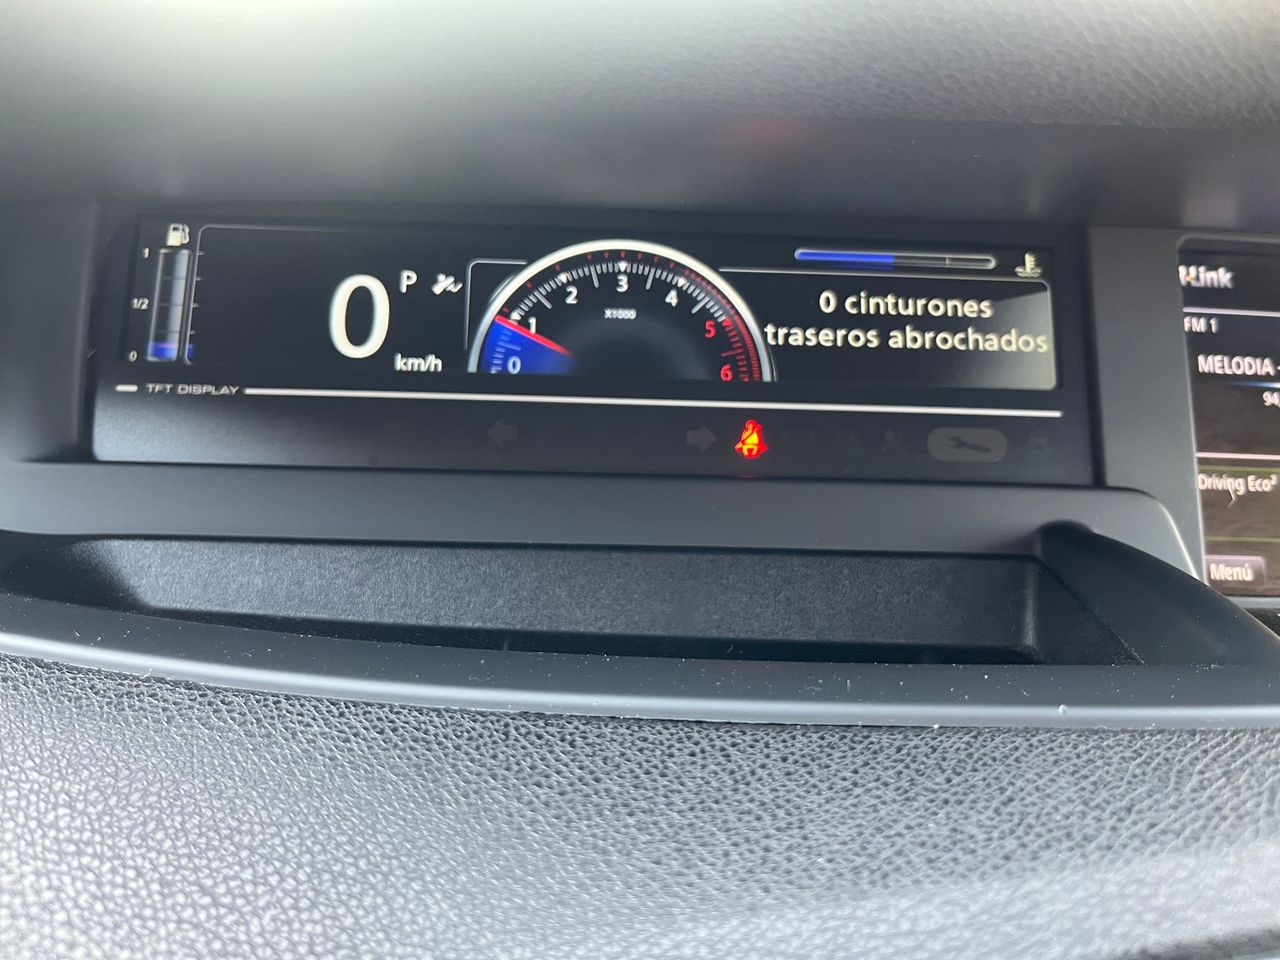 1
1/2
0
0
P
km/h
0
1
2
3
4
5
6
X1000
0 cinturones
traseros abrochados
TFT DISPLAY
Link
FM 1
MELODIA
94
Driving Eco²
Menú